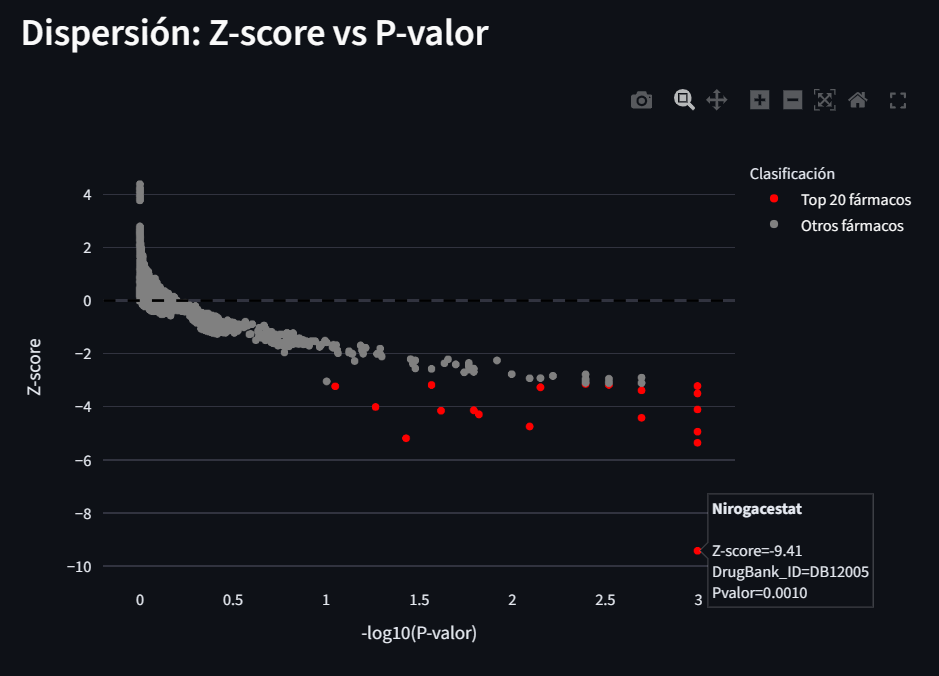 Dispersión: Z-score vs P-valor
Clasificación
Top 20 fármacos
Otros fármacos
Z-score
4
2
0
−2
−4
−6
−8
−10
Nirogacestat
Z-score=-9.41
DrugBank_ID=DB12005
Pvalor=0.0010
0
0.5
1
1.5
2
2.5
3
-log10(P-valor)